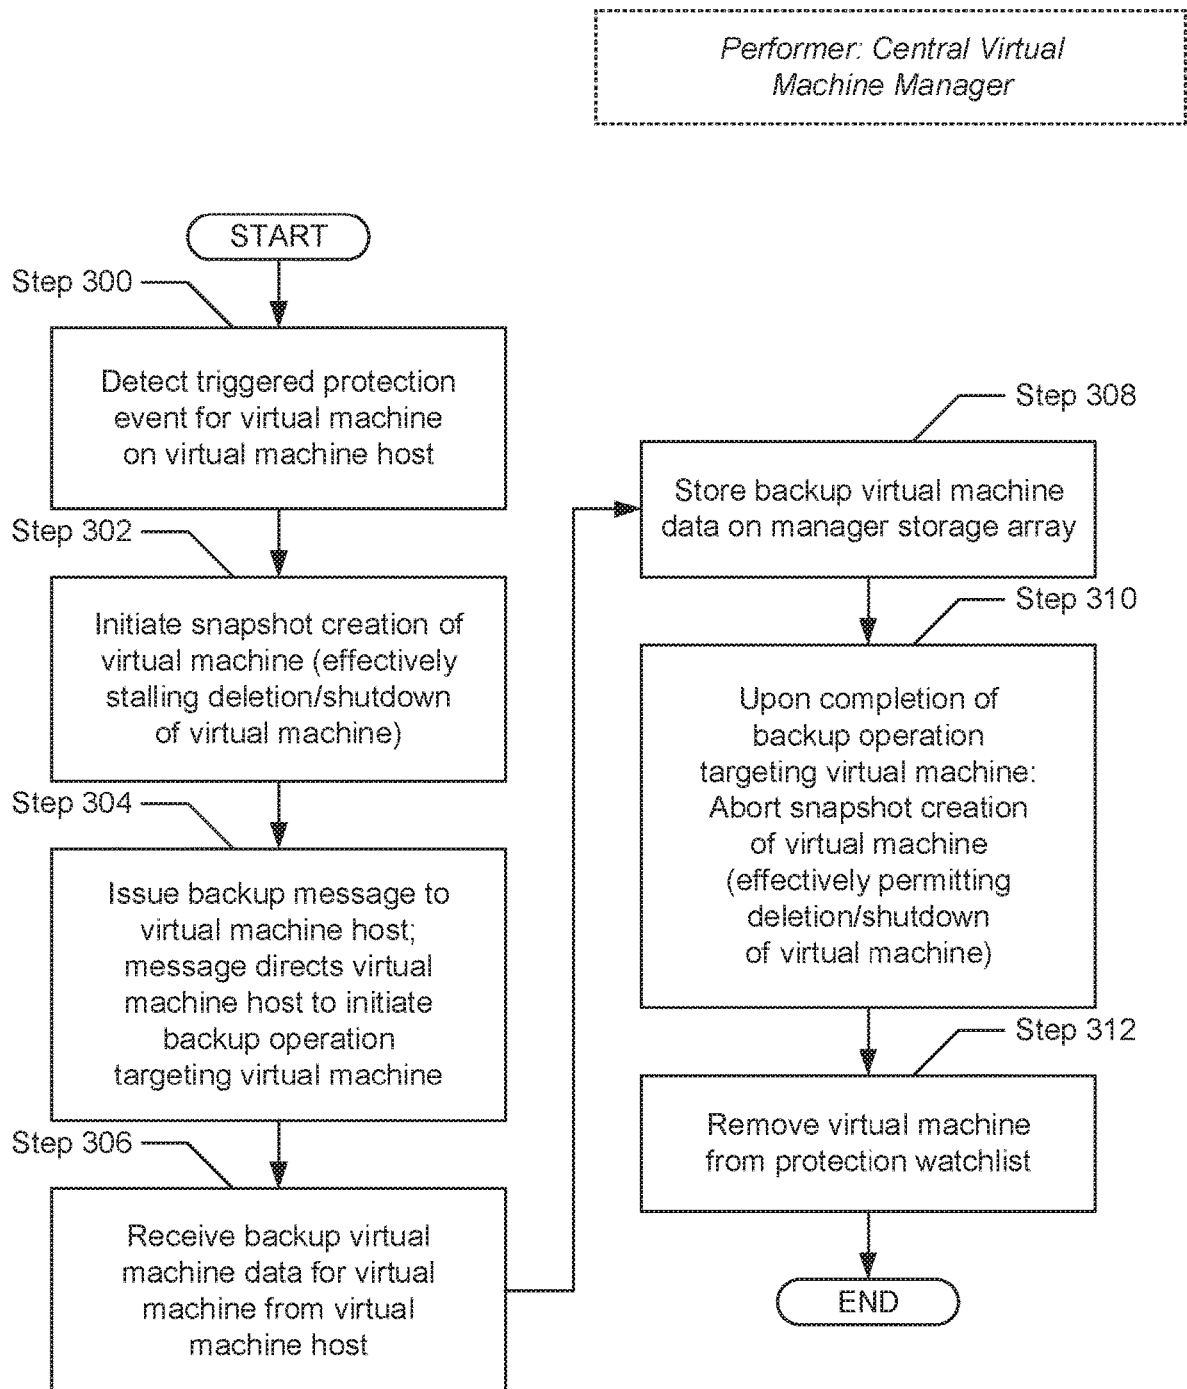 Performer: Central Virtual
Machine Manager
START
Step 300
Detect triggered protection
event for virtual machine
on virtual machine host
Step 302
Initiate snapshot creation of
virtual machine (effectively
stalling deletion/shutdown
of virtual machine)
Step 304
Issue backup message to
virtual machine host;
message directs virtual
machine host to initiate
backup operation
targeting virtual machine
Step 306
Receive backup virtual
machine data for virtual
machine from virtual
machine host
Step 308
Store backup virtual machine
data on manager storage array
Step 310
Upon completion of
backup operation
targeting virtual machine:
Abort snapshot creation
of virtual machine
(effectively permitting
deletion/shutdown
of virtual machine)
Step 312
Remove virtual machine
from protection watchlist
END